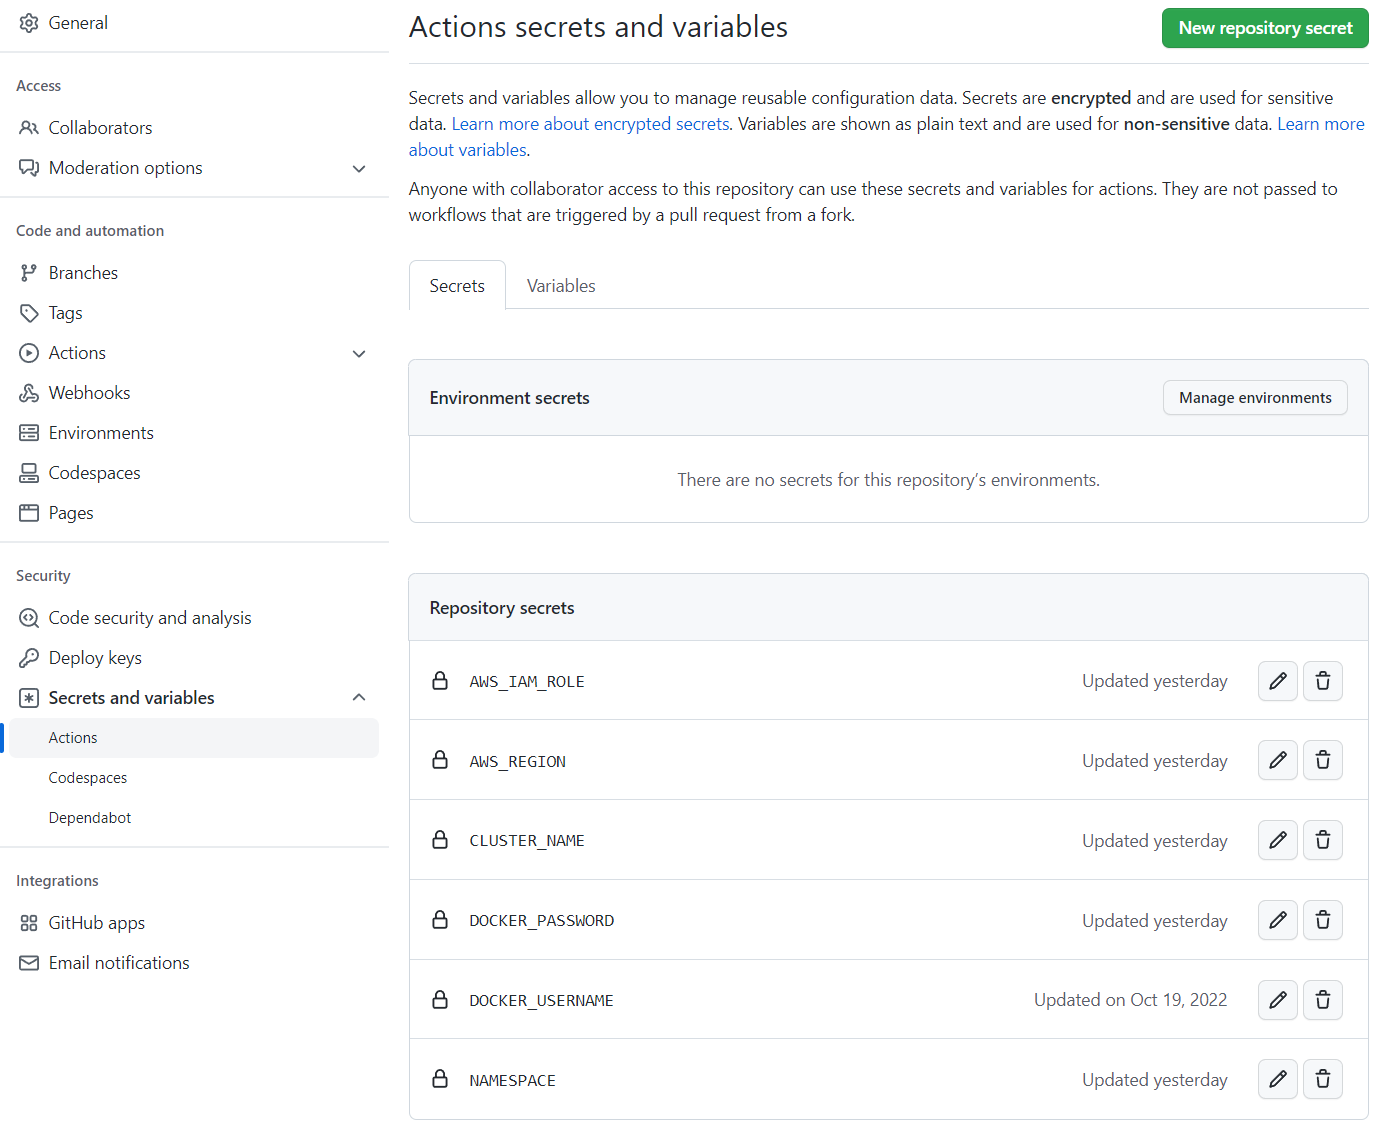 General
Access
Collaborators
Moderation options
Code and automation
Branches
Tags
Actions
Webhooks
Environments
Codespaces
Pages
Security
Code security and analysis
Deploy keys
Secrets and variables
Actions
Codespaces
Dependabot
Integrations
GitHub apps
Email notifications
Actions secrets and variables
New repository secret
Secrets and variables allow you to manage reusable configuration data. Secrets are encrypted and are used for sensitive
data. Learn more about encrypted secrets. Variables are shown as plain text and are used for non-sensitive data. Learn more
about variables.
Anyone with collaborator access to this repository can use these secrets and variables for actions. They are not passed to
workflows that are triggered by a pull request from a fork.
Secrets Variables
Environment secrets Manage environments
There are no secrets for this repository’s environments.
Repository secrets
AWS_IAM_ROLE Updated yesterday
AWS_REGION Updated yesterday
CLUSTER_NAME Updated yesterday
DOCKER_PASSWORD Updated yesterday
DOCKER_USERNAME Updated on Oct 19, 2022
NAMESPACE Updated yesterday